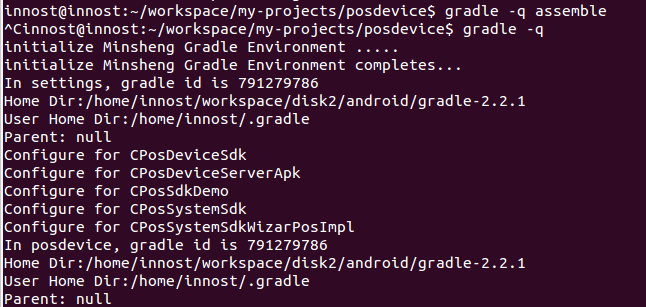 innost@innost:~/workspace/my-projects/posdevice$ gradle -q assemble
^Cinnost@innost:~/workspace/my-projects/posdevice$ gradle -q
initialize Minsheng Gradle Environment .....
initialize Minsheng Gradle Environment completes...
In settings, gradle id is 791279786
Home Dir:/home/innost/workspace/disk2/android/gradle-2.2.1
User Home Dir:/home/innost/.gradle
Parent: null
Configure for CPosDeviceSdk
Configure for CPosDeviceServerApk
Configure for CPosSdkDemo
Configure for CPosSystemSdk
Configure for CPosSystemSdkWizarPosImpl
In posdevice, gradle id is 791279786
Home Dir:/home/innost/workspace/disk2/android/gradle-2.2.1
User Home Dir:/home/innost/.gradle
Parent: null